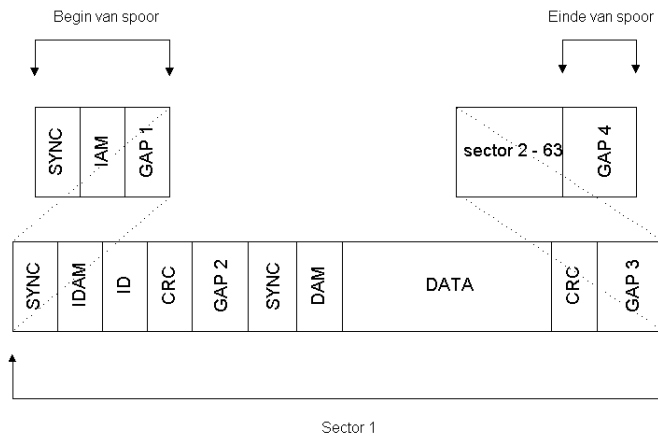 Begin van spoor
Einde van spoor
SYNC
IAM
GAP 1
sector 2 - 63
GAP 4
SYNC
IDAM
ID
CRC
GAP 2
SYNC
DAM
DATA
CRC
GAP 3
Sector 1